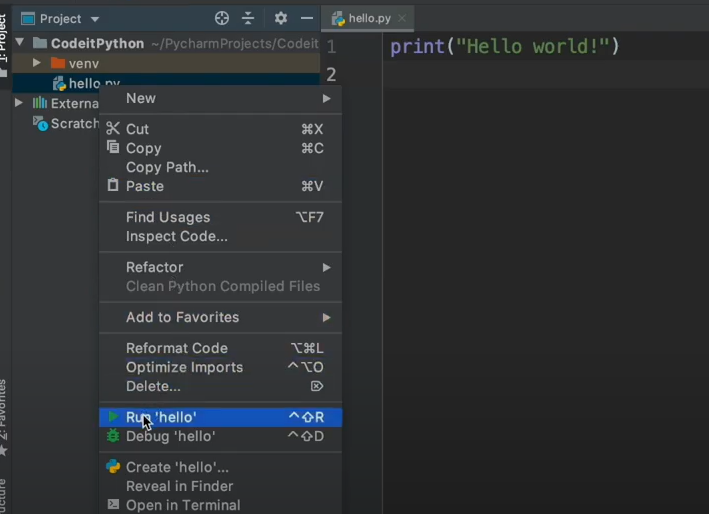 Project
hello.py
1: Project
CodeitPython ~/PycharmProjects/Codeit
venv
hello.py
Externa
Scratch
1 print("Hello world!")
2
New
Cut ⌘X
Copy ⌘C
Copy Path...
Paste ⌘V
Find Usages ⌥F7
Inspect Code...
Refactor
Clean Python Compiled Files
Add to Favorites
Reformat Code ⌥⌘L
Optimize Imports ^⌥O
Delete... ⌦
Run 'hello' ^⇧R
Debug 'hello' ^⇧D
Create 'hello'...
Reveal in Finder
Open in Terminal
2: Favorites
ucture